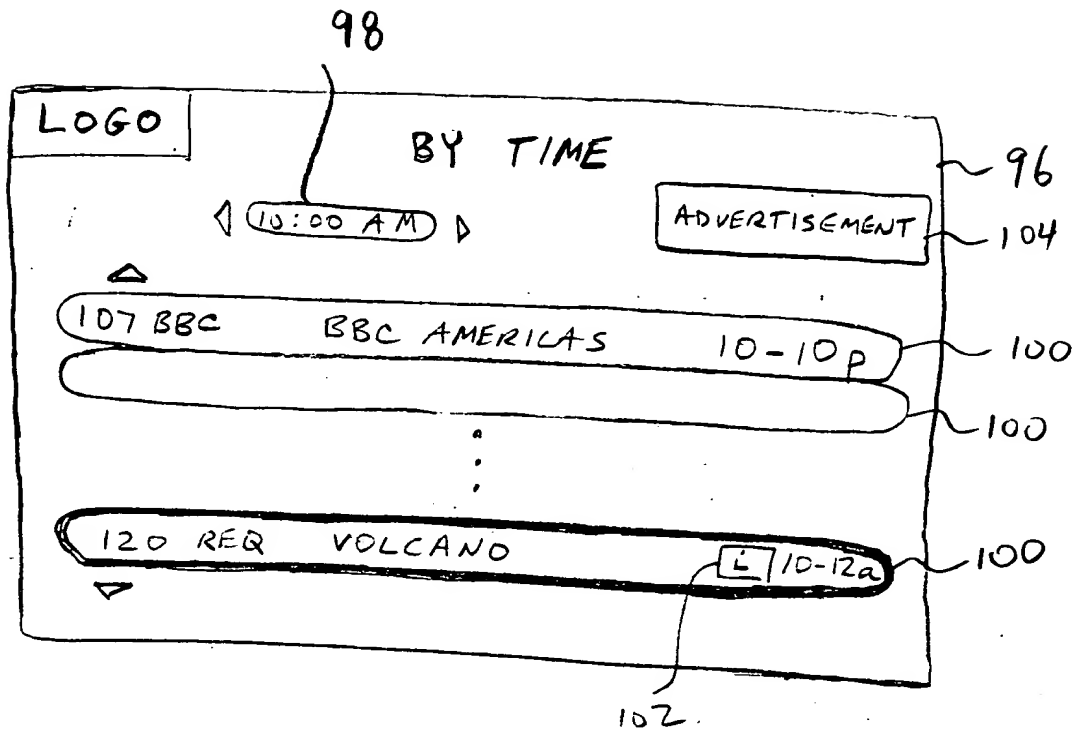 98
LOGO
BY TIME
96
10:00 AM
ADVERTISEMENT
104
107 BBC BBC AMERICAS 10-10p
100
100
120 REQ VOLCANO i 10-12a
100
102.